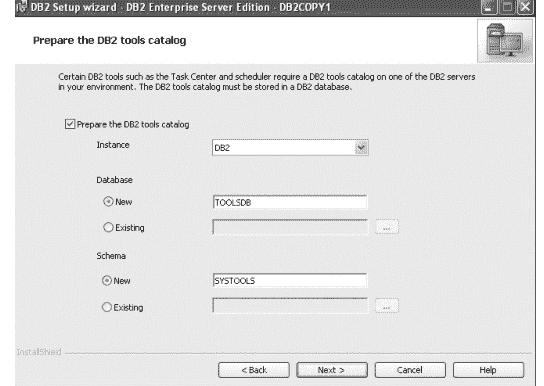 DB2 Setup wizard - DB2 Enterprise Server Edition - DB2COPY1
Prepare the DB2 tools catalog
Certain DB2 tools such as the Task Center and scheduler require a DB2 tools catalog on one of the DB2 servers
in your environment. The DB2 tools catalog must be stored in a DB2 database.
Prepare the DB2 tools catalog
Instance
DB2
Database
New
TOOLSDB
Existing
...
Schema
New
SYSTOOLS
Existing
...
InstallShield
< Back
Next >
Cancel
Help